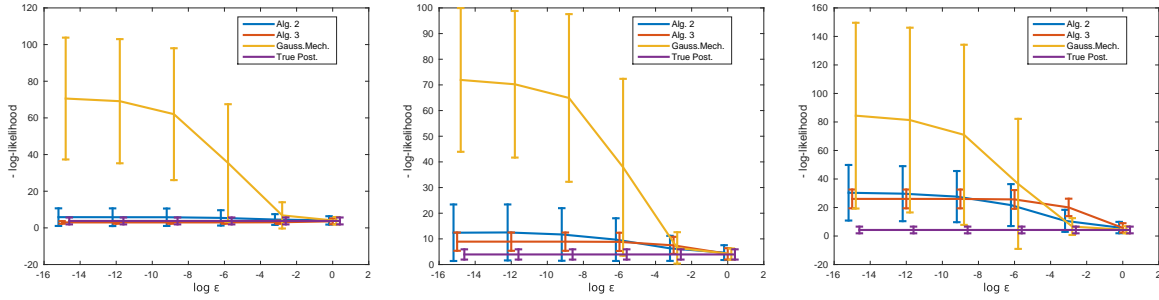 120
100
80
60
40
20
0
-20
- log-likelihood
-16 -14 -12 -10 -8 -6 -4 -2 0 2
log ε
Alg. 2
Alg. 3
Gauss.Mech.
True Post.
100
90
80
70
60
50
40
30
20
10
0
- log-likelihood
-16 -14 -12 -10 -8 -6 -4 -2 0 2
log ε
Alg. 2
Alg. 3
Gauss.Mech.
True Post.
160
140
120
100
80
60
40
20
0
-20
- log-likelihood
-16 -14 -12 -10 -8 -6 -4 -2 0 2
log ε
Alg. 2
Alg. 3
Gauss.Mech.
True Post.